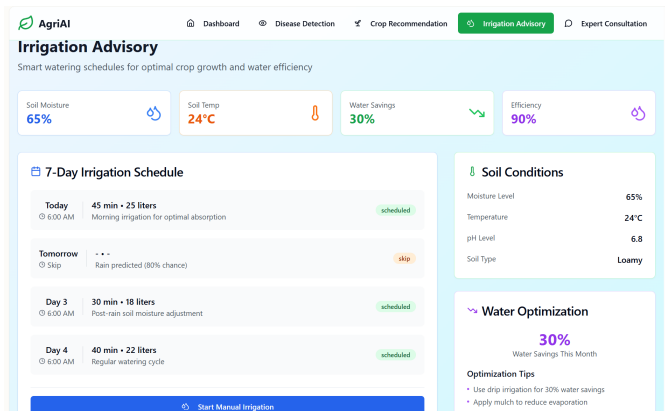 AgriAI
Dashboard
Disease Detection
Crop Recommendation
Irrigation Advisory
Expert Consultation
Irrigation Advisory
Smart watering schedules for optimal crop growth and water efficiency
Soil Moisture
65%
Soil Temp
24°C
Water Savings
30%
Efficiency
90%
7-Day Irrigation Schedule
Today
6:00 AM
45 min • 25 liters
Morning irrigation for optimal absorption
scheduled
Tomorrow
Skip
- • -
Rain predicted (80% chance)
skip
Day 3
6:00 AM
30 min • 18 liters
Post-rain soil moisture adjustment
scheduled
Day 4
6:00 AM
40 min • 22 liters
Regular watering cycle
scheduled
Start Manual Irrigation
Soil Conditions
Moisture Level 65%
Temperature 24°C
pH Level 6.8
Soil Type Loamy
Water Optimization
30%
Water Savings This Month
Optimization Tips
• Use drip irrigation for 30% water savings
• Apply mulch to reduce evaporation